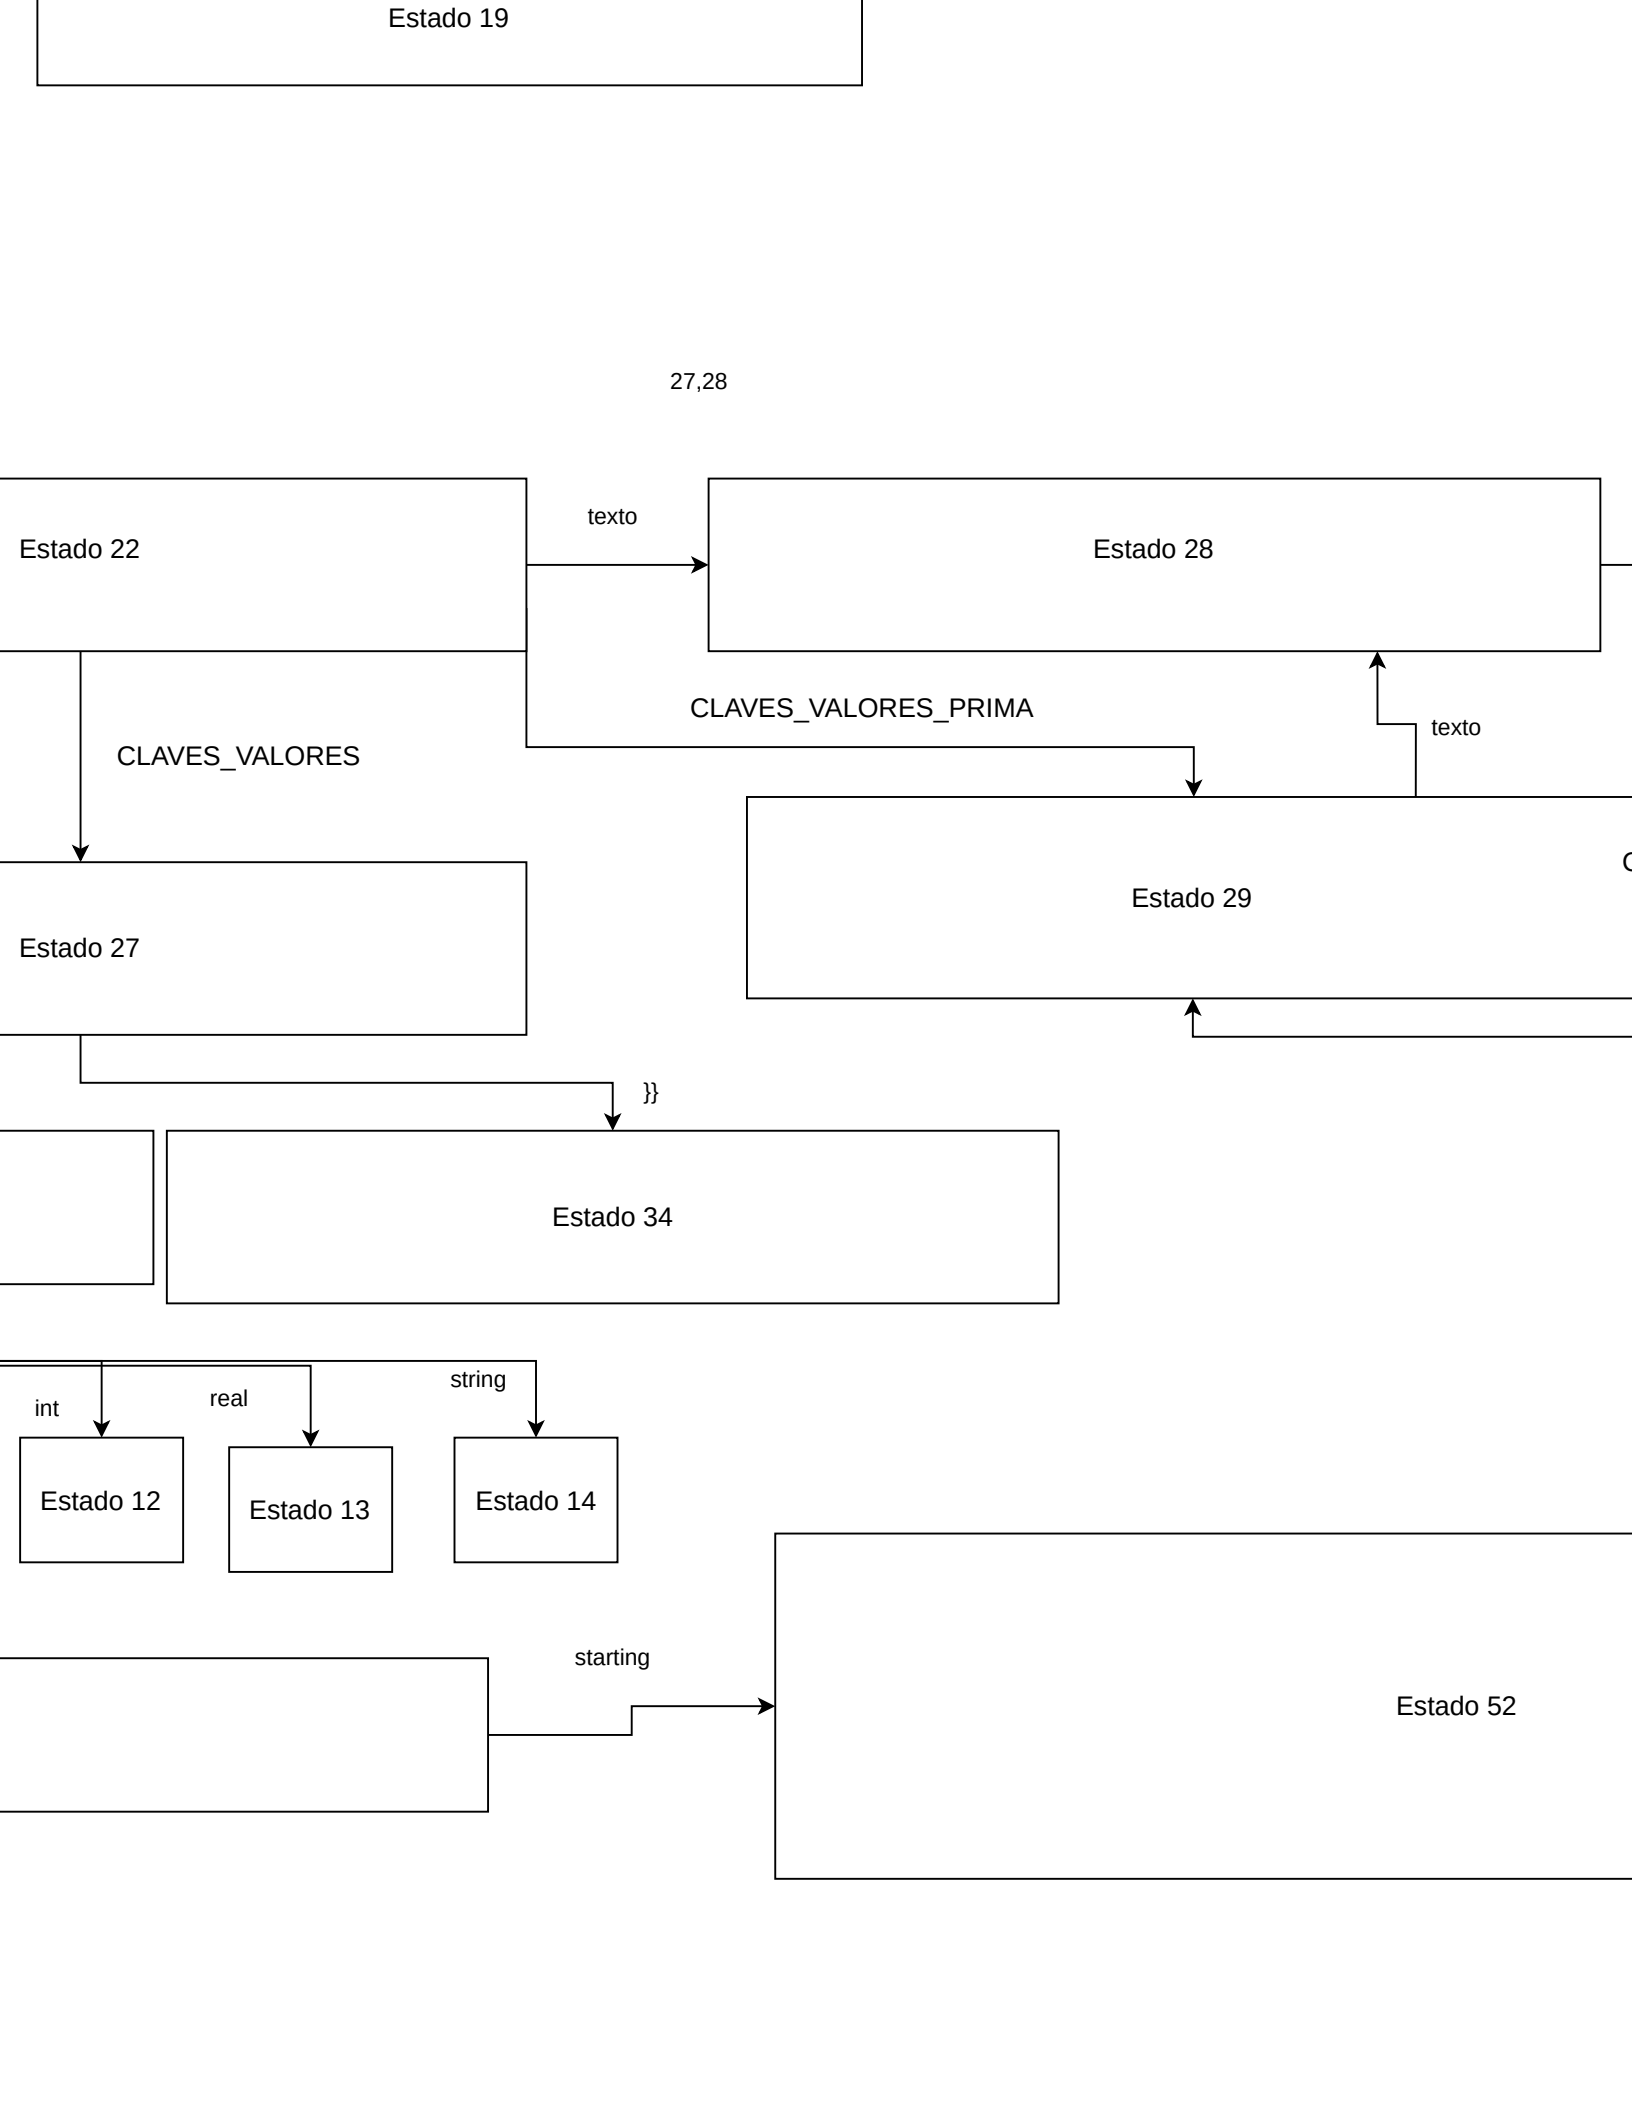 Estado 19
27,28
texto
Estado 22
Estado 28
CLAVES_VALORES_PRIMA
texto
CLAVES_VALORES
Estado 29
Estado 27
}}
Estado 34
string
real
int
Estado 12
Estado 13
Estado 14
starting
Estado 52